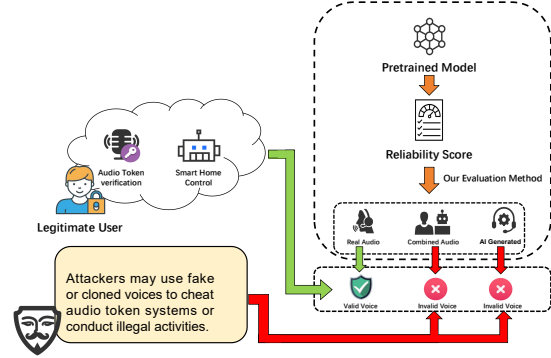 Pretrained Model
Reliability Score
Our Evaluation Method
Audio Token
verification
Smart Home
Control
Legitimate User
Real Audio
Combined Audio
AI Generated
Valid Voice
Invalid Voice
Invalid Voice
Attackers may use fake
or cloned voices to cheat
audio token systems or
conduct illegal activities.